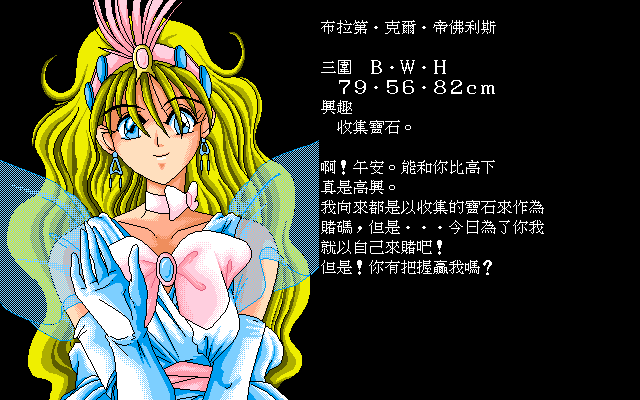 布拉第・克爾・帝佛利斯
三圍　B・W・H
　79・56・82cm
興趣
　收集寶石。
啊！午安。能和你比高下
真是高興。
我向來都是以收集的寶石來作為
賭碼，但是・・・今日為了你我
就以自己來賭吧！
但是！你有把握贏我嗎？